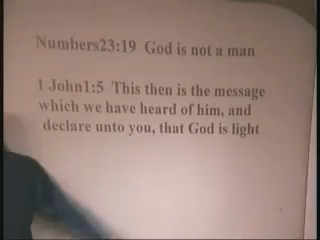 Numbers23:19 God is not a man
1 John1:5 This then is the message
which we have heard of him, and
declare unto you, that God is light